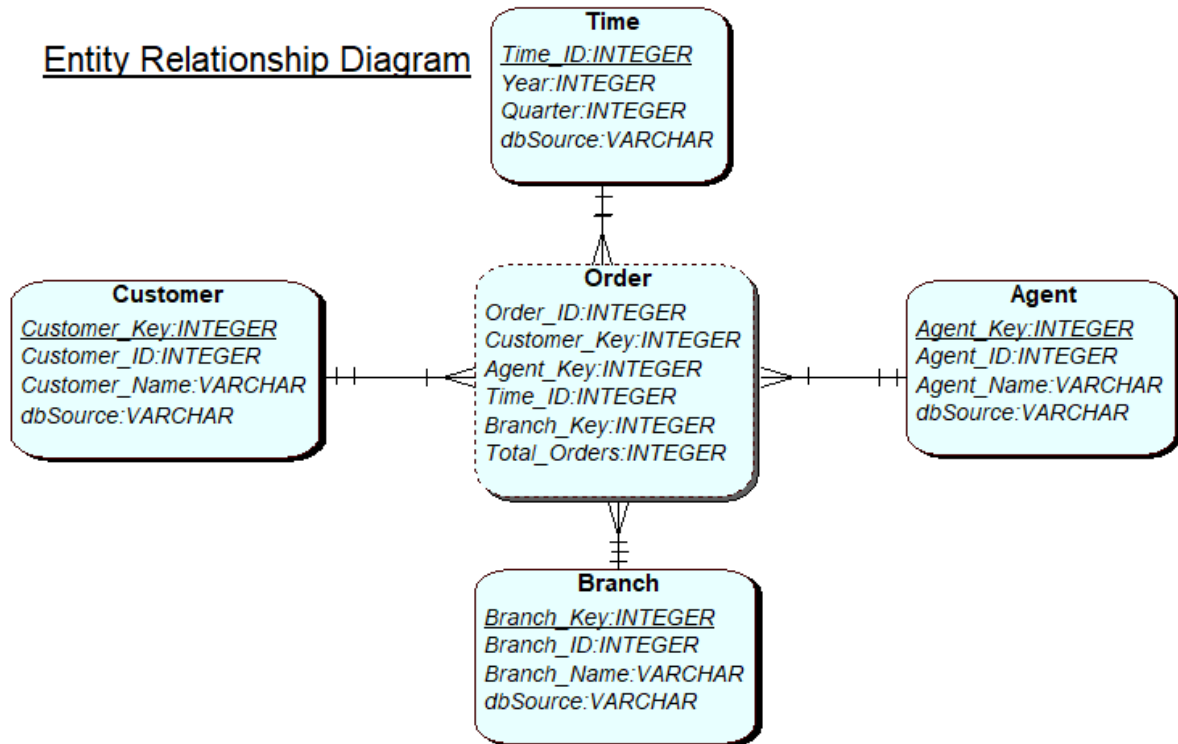 Entity Relationship Diagram
Time
Time_ID:INTEGER
Year:INTEGER
Quarter:INTEGER
dbSource:VARCHAR
Customer
Customer_Key:INTEGER
Customer_ID:INTEGER
Customer_Name:VARCHAR
dbSource:VARCHAR
Order
Order_ID:INTEGER
Customer_Key:INTEGER
Agent_Key:INTEGER
Time_ID:INTEGER
Branch_Key:INTEGER
Total_Orders:INTEGER
Agent
Agent_Key:INTEGER
Agent_ID:INTEGER
Agent_Name:VARCHAR
dbSource:VARCHAR
Branch
Branch_Key:INTEGER
Branch_ID:INTEGER
Branch_Name:VARCHAR
dbSource:VARCHAR